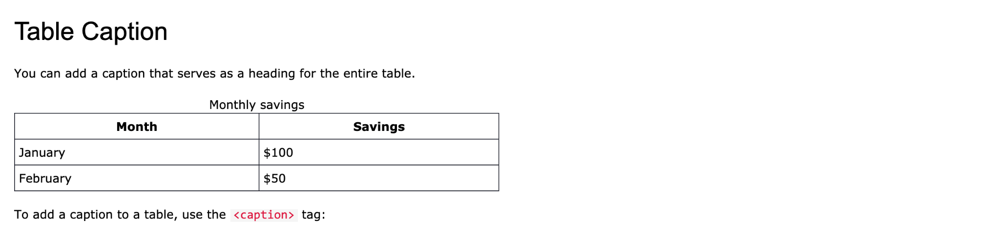 Table Caption
You can add a caption that serves as a heading for the entire table.
Monthly savings
Month Savings
January $100
February $50
To add a caption to a table, use the <caption> tag: